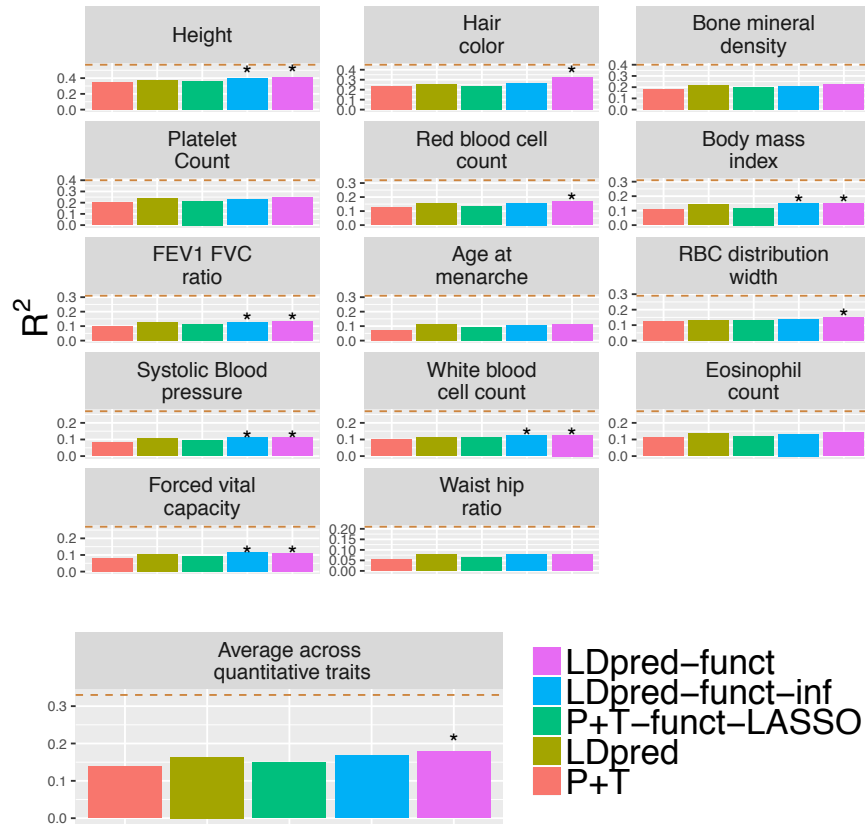 Height
Hair
color
Bone mineral
density
0.4
0.2
0.0
*
*
0.4
0.3
0.2
0.1
0.0
*
0.4
0.3
0.2
0.1
0.0
Platelet
Count
Red blood cell
count
Body mass
index
0.4
0.3
0.2
0.1
0.0
0.3
0.2
0.1
0.0
*
0.3
0.2
0.1
0.0
*
*
FEV1 FVC
ratio
Age at
menarche
RBC distribution
width
0.3
0.2
0.1
0.0
*
*
0.3
0.2
0.1
0.0
0.3
0.2
0.1
0.0
*
R²
Systolic Blood
pressure
White blood
cell count
Eosinophil
count
0.2
0.1
0.0
*
*
0.2
0.1
0.0
*
*
0.2
0.1
0.0
Forced vital
capacity
Waist hip
ratio
0.2
0.1
0.0
*
*
0.20
0.15
0.10
0.05
0.00
Average across
quantitative traits
0.3
0.2
0.1
0.0
*
LDpred−funct
LDpred−funct−inf
P+T−funct−LASSO
LDpred
P+T